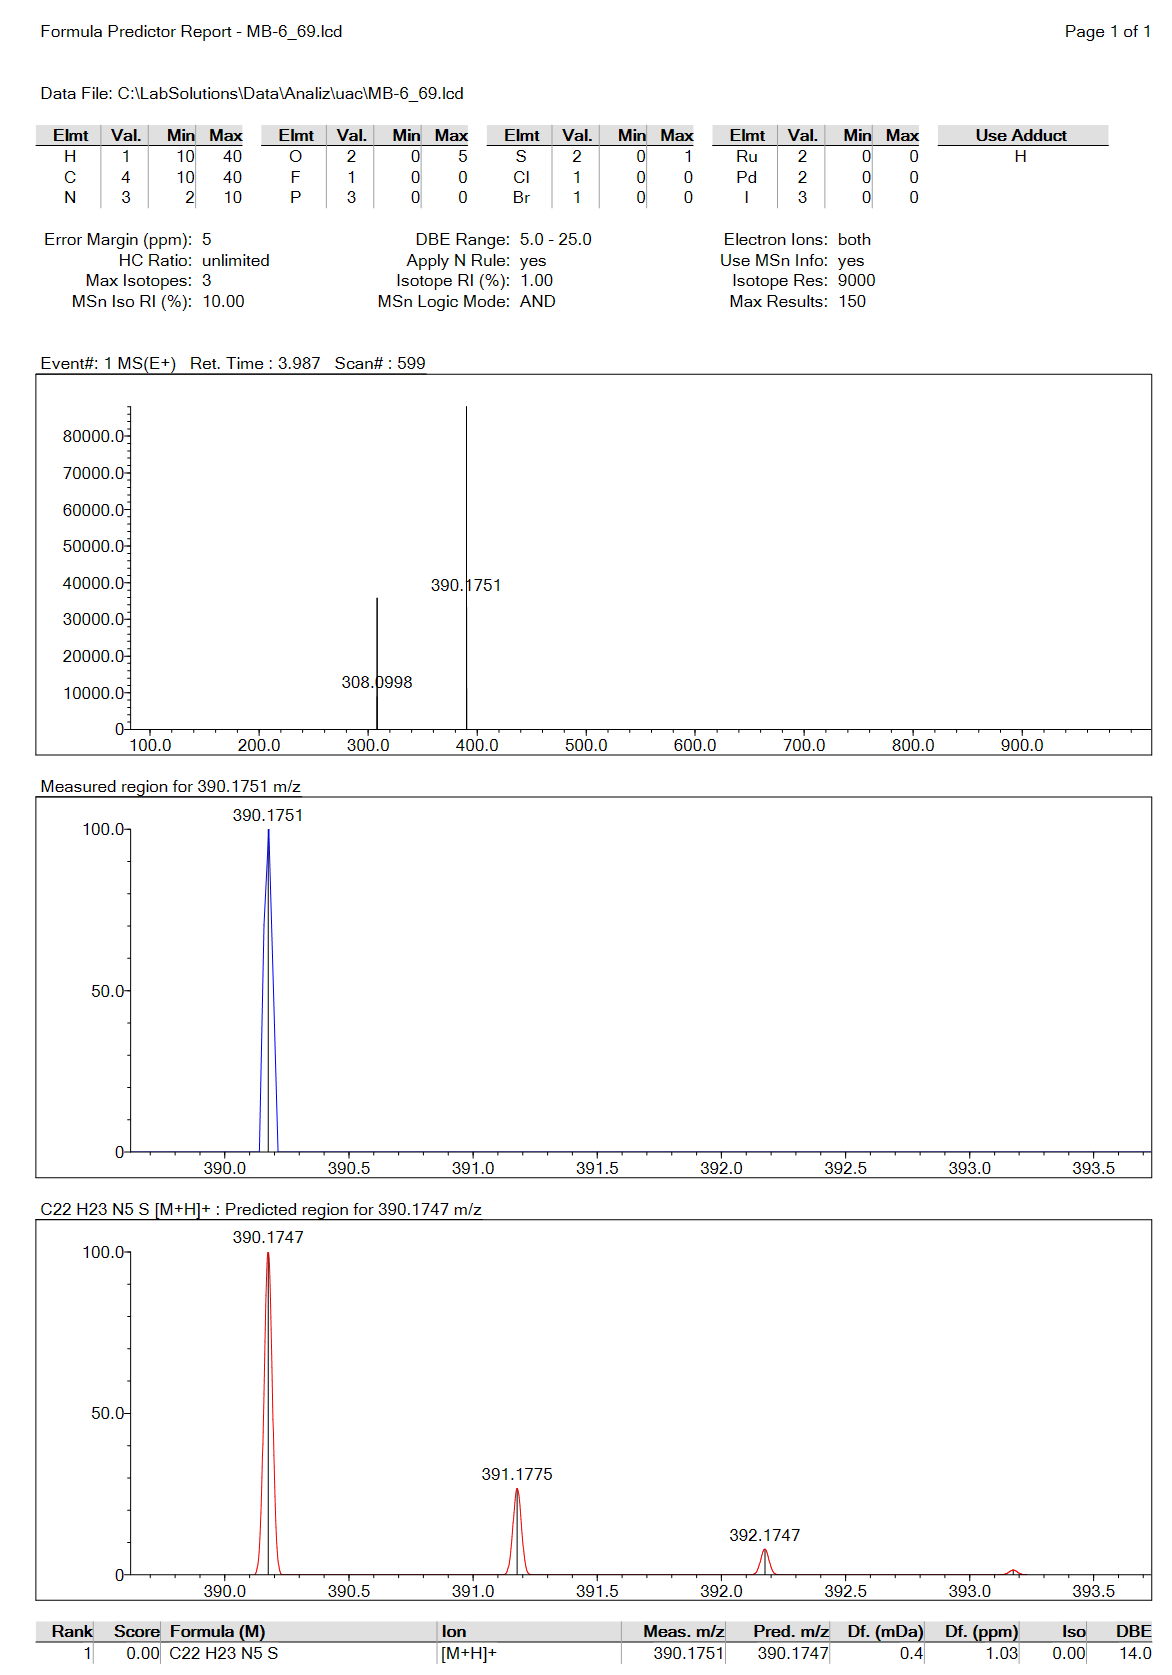 Formula Predictor Report - MB-6_69.lcd Page 1 of 1
Data File: C:\LabSolutions\Data\Analiz\uac\MB-6_69.lcd
Elmt Val. Min Max Elmt Val. Min Max Elmt Val. Min Max Elmt Val. Min Max Use Adduct
H 1 10 40 O 2 0 5 S 2 0 1 Ru 2 0 0 H
C 4 10 40 F 1 0 0 Cl 1 0 0 Pd 2 0 0
N 3 2 10 P 3 0 0 Br 1 0 0 I 3 0 0
Error Margin (ppm): 5 DBE Range: 5.0 - 25.0 Electron Ions: both
HC Ratio: unlimited Apply N Rule: yes Use MSn Info: yes
Max Isotopes: 3 Isotope RI (%): 1.00 Isotope Res: 9000
MSn Iso RI (%): 10.00 MSn Logic Mode: AND Max Results: 150
Event#: 1 MS(E+) Ret. Time : 3.987 Scan# : 599
80000.0
70000.0
60000.0
50000.0
40000.0 390.1751
30000.0
20000.0
10000.0 308.0998
0
100.0 200.0 300.0 400.0 500.0 600.0 700.0 800.0 900.0
Measured region for 390.1751 m/z
390.1751
100.0
50.0
0
390.0 390.5 391.0 391.5 392.0 392.5 393.0 393.5
C22 H23 N5 S [M+H]+ : Predicted region for 390.1747 m/z
390.1747
100.0
50.0
391.1775
392.1747
0
390.0 390.5 391.0 391.5 392.0 392.5 393.0 393.5
Rank Score Formula (M) Ion Meas. m/z Pred. m/z Df. (mDa) Df. (ppm) Iso DBE
1 0.00 C22 H23 N5 S [M+H]+ 390.1751 390.1747 0.4 1.03 0.00 14.0